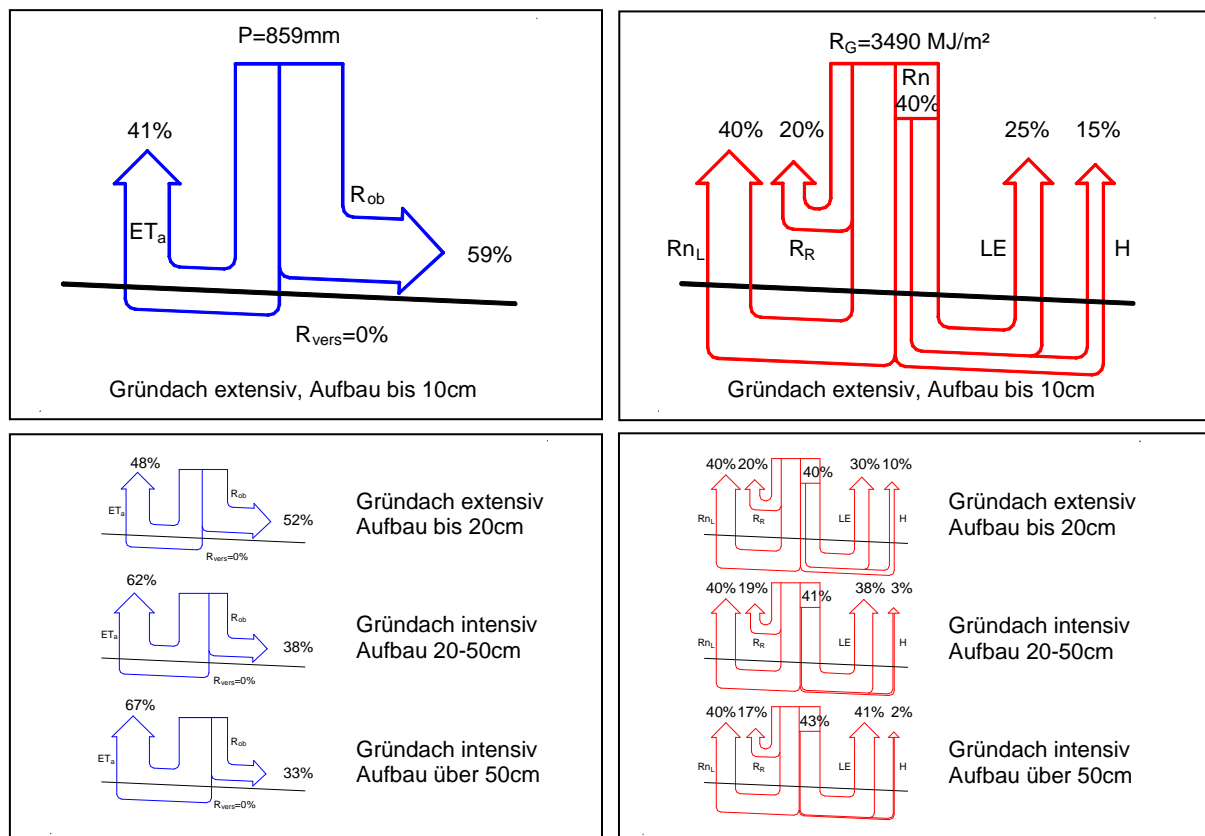 P=859mm
41%
R_ob
ET_a
59%
R_vers=0%
Gründach extensiv, Aufbau bis 10cm
R_G=3490 MJ/m²
Rn
40%
40% 20% 25% 15%
Rn_L R_R LE H
Gründach extensiv, Aufbau bis 10cm
48%
R_ob
ET_a
52%
R_vers=0%
Gründach extensiv
Aufbau bis 20cm
62%
R_ob
ET_a
38%
R_vers=0%
Gründach intensiv
Aufbau 20-50cm
67%
R_ob
ET_a
33%
R_vers=0%
Gründach intensiv
Aufbau über 50cm
40% 20% 40% 30% 10%
Rn_L R_R LE H
Gründach extensiv
Aufbau bis 20cm
40% 19% 41% 38% 3%
Rn_L R_R LE H
Gründach intensiv
Aufbau 20-50cm
40% 17% 43% 41% 2%
Rn_L R_R LE H
Gründach intensiv
Aufbau über 50cm